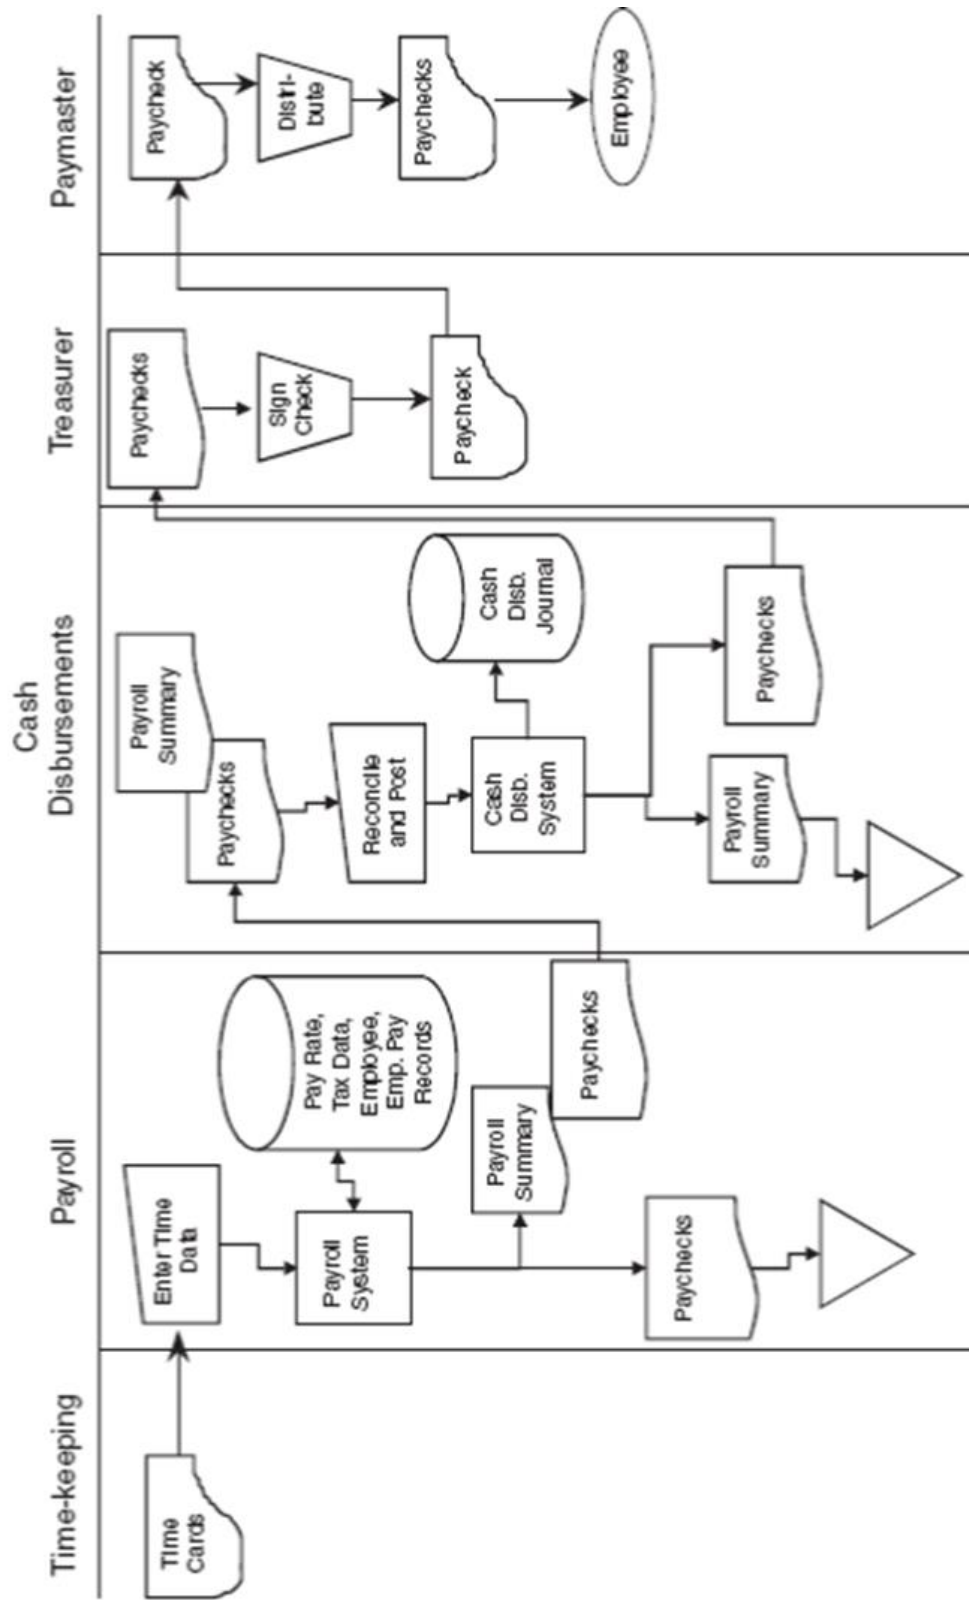 Time-keeping
Payroll
Cash
Disbursements
Treasurer
Paymaster
Time
Cards
Enter Time
Data
Payroll
System
Pay Rate,
Tax Data,
Employee,
Emp. Pay
Records
Payroll
Summary
Paychecks
Paychecks
Payroll
Summary
Paychecks
Reconcile
and Post
Cash
Disb.
System
Cash
Disb.
Journal
Payroll
Summary
Paychecks
Paychecks
Sign
Check
Paycheck
Paycheck
Distri-
bute
Paychecks
Employee